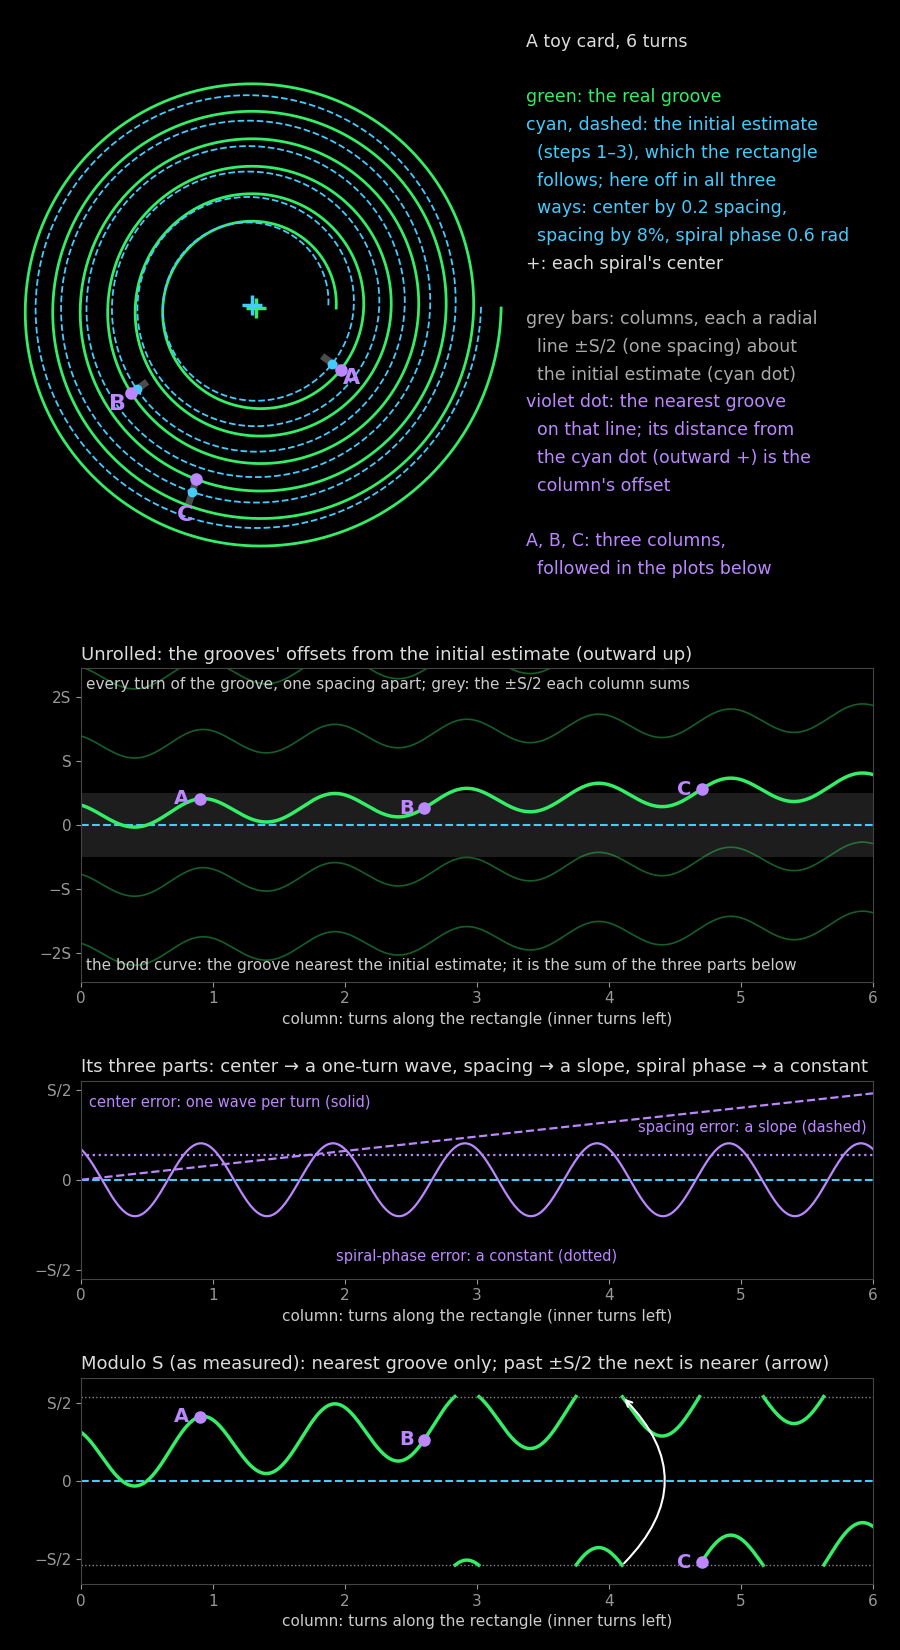 A toy card, 6 turns
green: the real groove
cyan, dashed: the initial estimate
(steps 1–3), which the rectangle
follows; here off in all three
ways: center by 0.2 spacing,
spacing by 8%, spiral phase 0.6 rad
+: each spiral's center
grey bars: columns, each a radial
line ±S/2 (one spacing) about
the initial estimate (cyan dot)
violet dot: the nearest groove
on that line; its distance from
the cyan dot (outward +) is the
column's offset
A, B, C: three columns,
followed in the plots below
A
B
C
Unrolled: the grooves' offsets from the initial estimate (outward up)
every turn of the groove, one spacing apart; grey: the ±S/2 each column sums
2S
S
0
−S
−2S
A
B
C
the bold curve: the groove nearest the initial estimate; it is the sum of the three parts below
0 1 2 3 4 5 6
column: turns along the rectangle (inner turns left)
Its three parts: center → a one-turn wave, spacing → a slope, spiral phase → a constant
S/2
0
−S/2
center error: one wave per turn (solid)
spacing error: a slope (dashed)
spiral-phase error: a constant (dotted)
0 1 2 3 4 5 6
column: turns along the rectangle (inner turns left)
Modulo S (as measured): nearest groove only; past ±S/2 the next is nearer (arrow)
S/2
0
−S/2
A
B
C
0 1 2 3 4 5 6
column: turns along the rectangle (inner turns left)